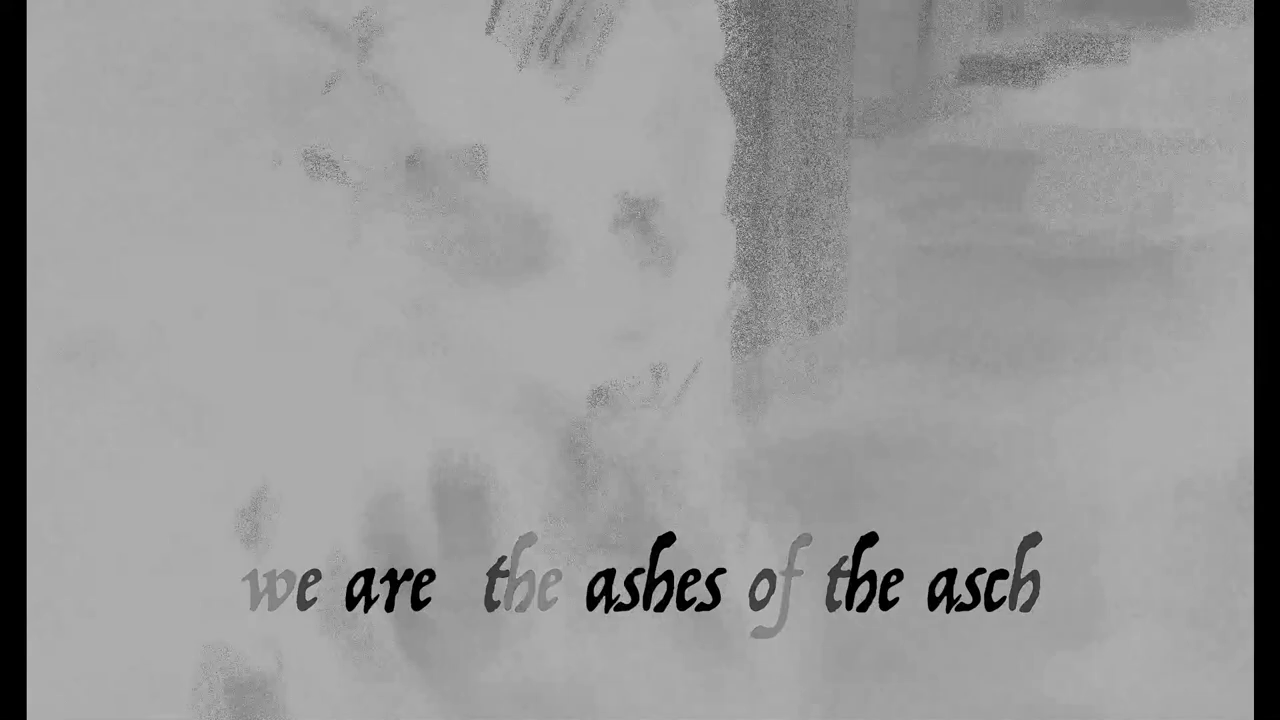 we are the ashes of the asch